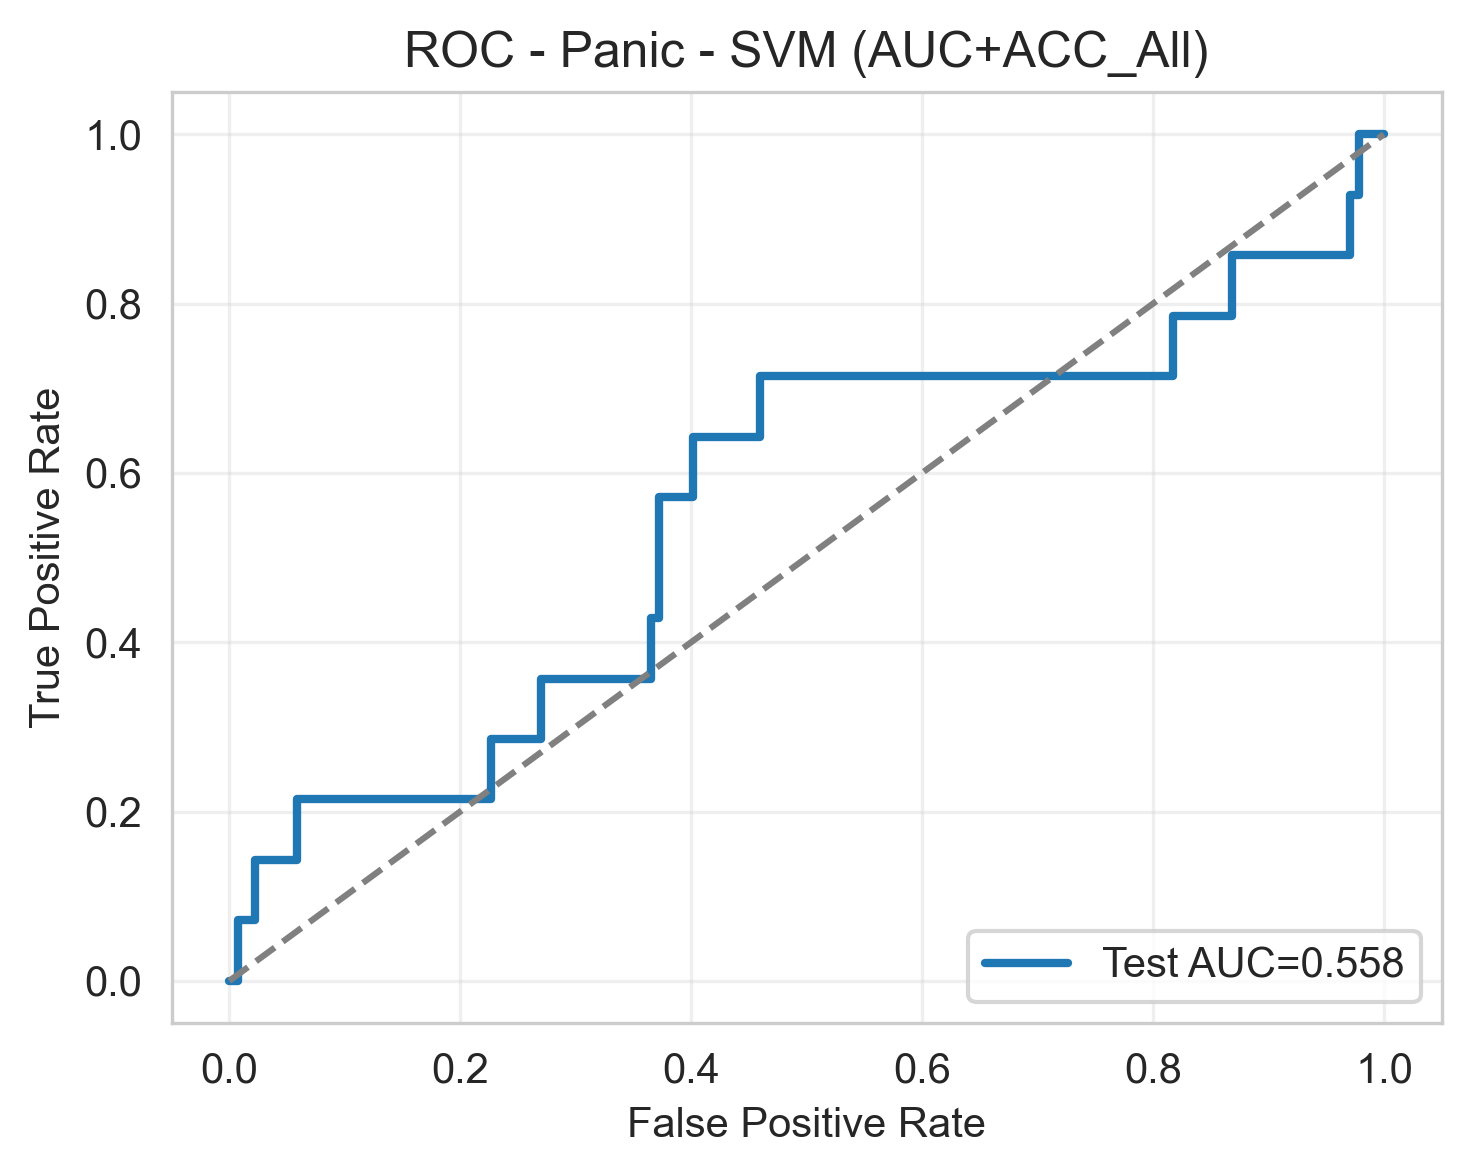 ROC - Panic - SVM (AUC+ACC_All)
True Positive Rate
1.0
0.8
0.6
0.4
0.2
0.0
Test AUC=0.558
0.0 0.2 0.4 0.6 0.8 1.0
False Positive Rate